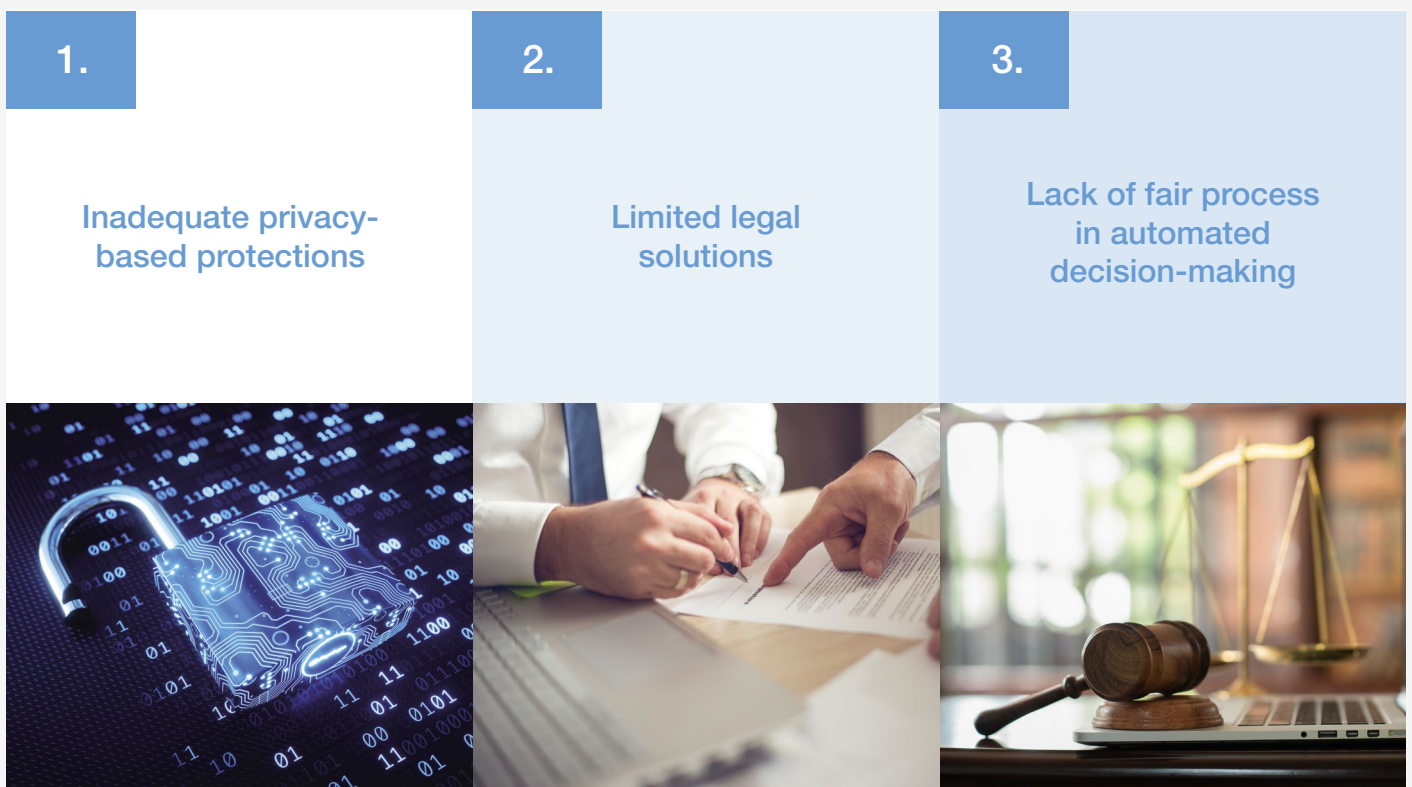 1.
Inadequate privacy-
based protections
2.
Limited legal
solutions
3.
Lack of fair process
in automated
decision-making